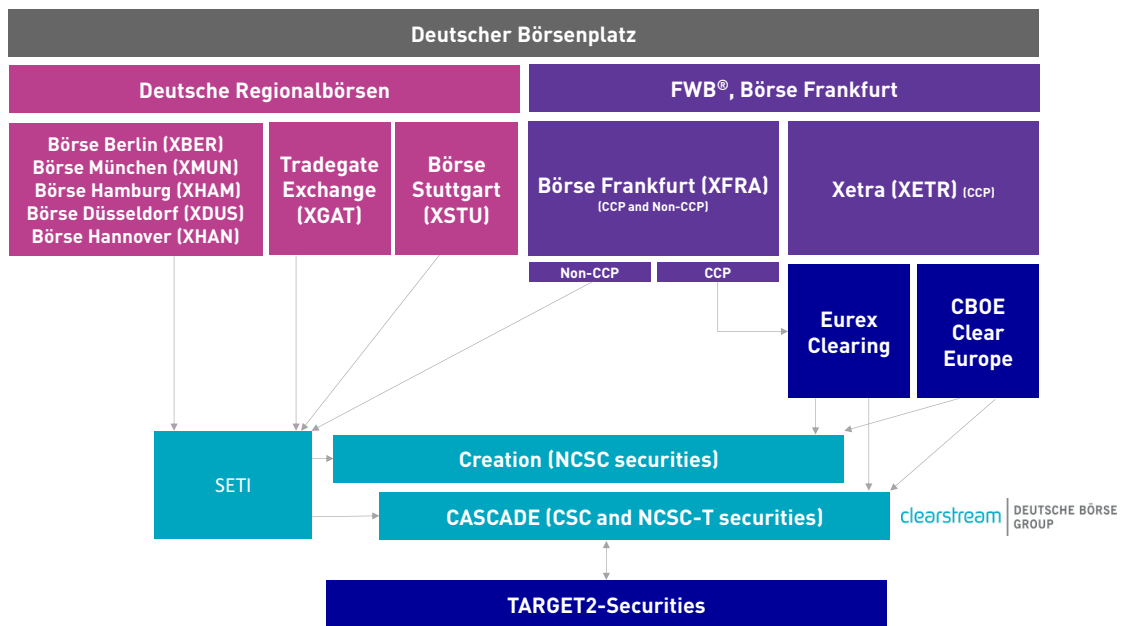 Deutscher Börsenplatz
Deutsche Regionalbörsen
FWB®, Börse Frankfurt
Börse Berlin (XBER)
Börse München (XMUN)
Börse Hamburg (XHAM)
Börse Düsseldorf (XDUS)
Börse Hannover (XHAN)
Tradegate
Exchange
(XGAT)
Börse
Stuttgart
(XSTU)
Börse Frankfurt (XFRA)
(CCP and Non-CCP)
Xetra (XETR) (CCP)
Non-CCP
CCP
Eurex
Clearing
CBOE
Clear
Europe
SETI
Creation (NCSC securities)
CASCADE (CSC and NCSC-T securities)
clearstream
DEUTSCHE BÖRSE
GROUP
TARGET2-Securities